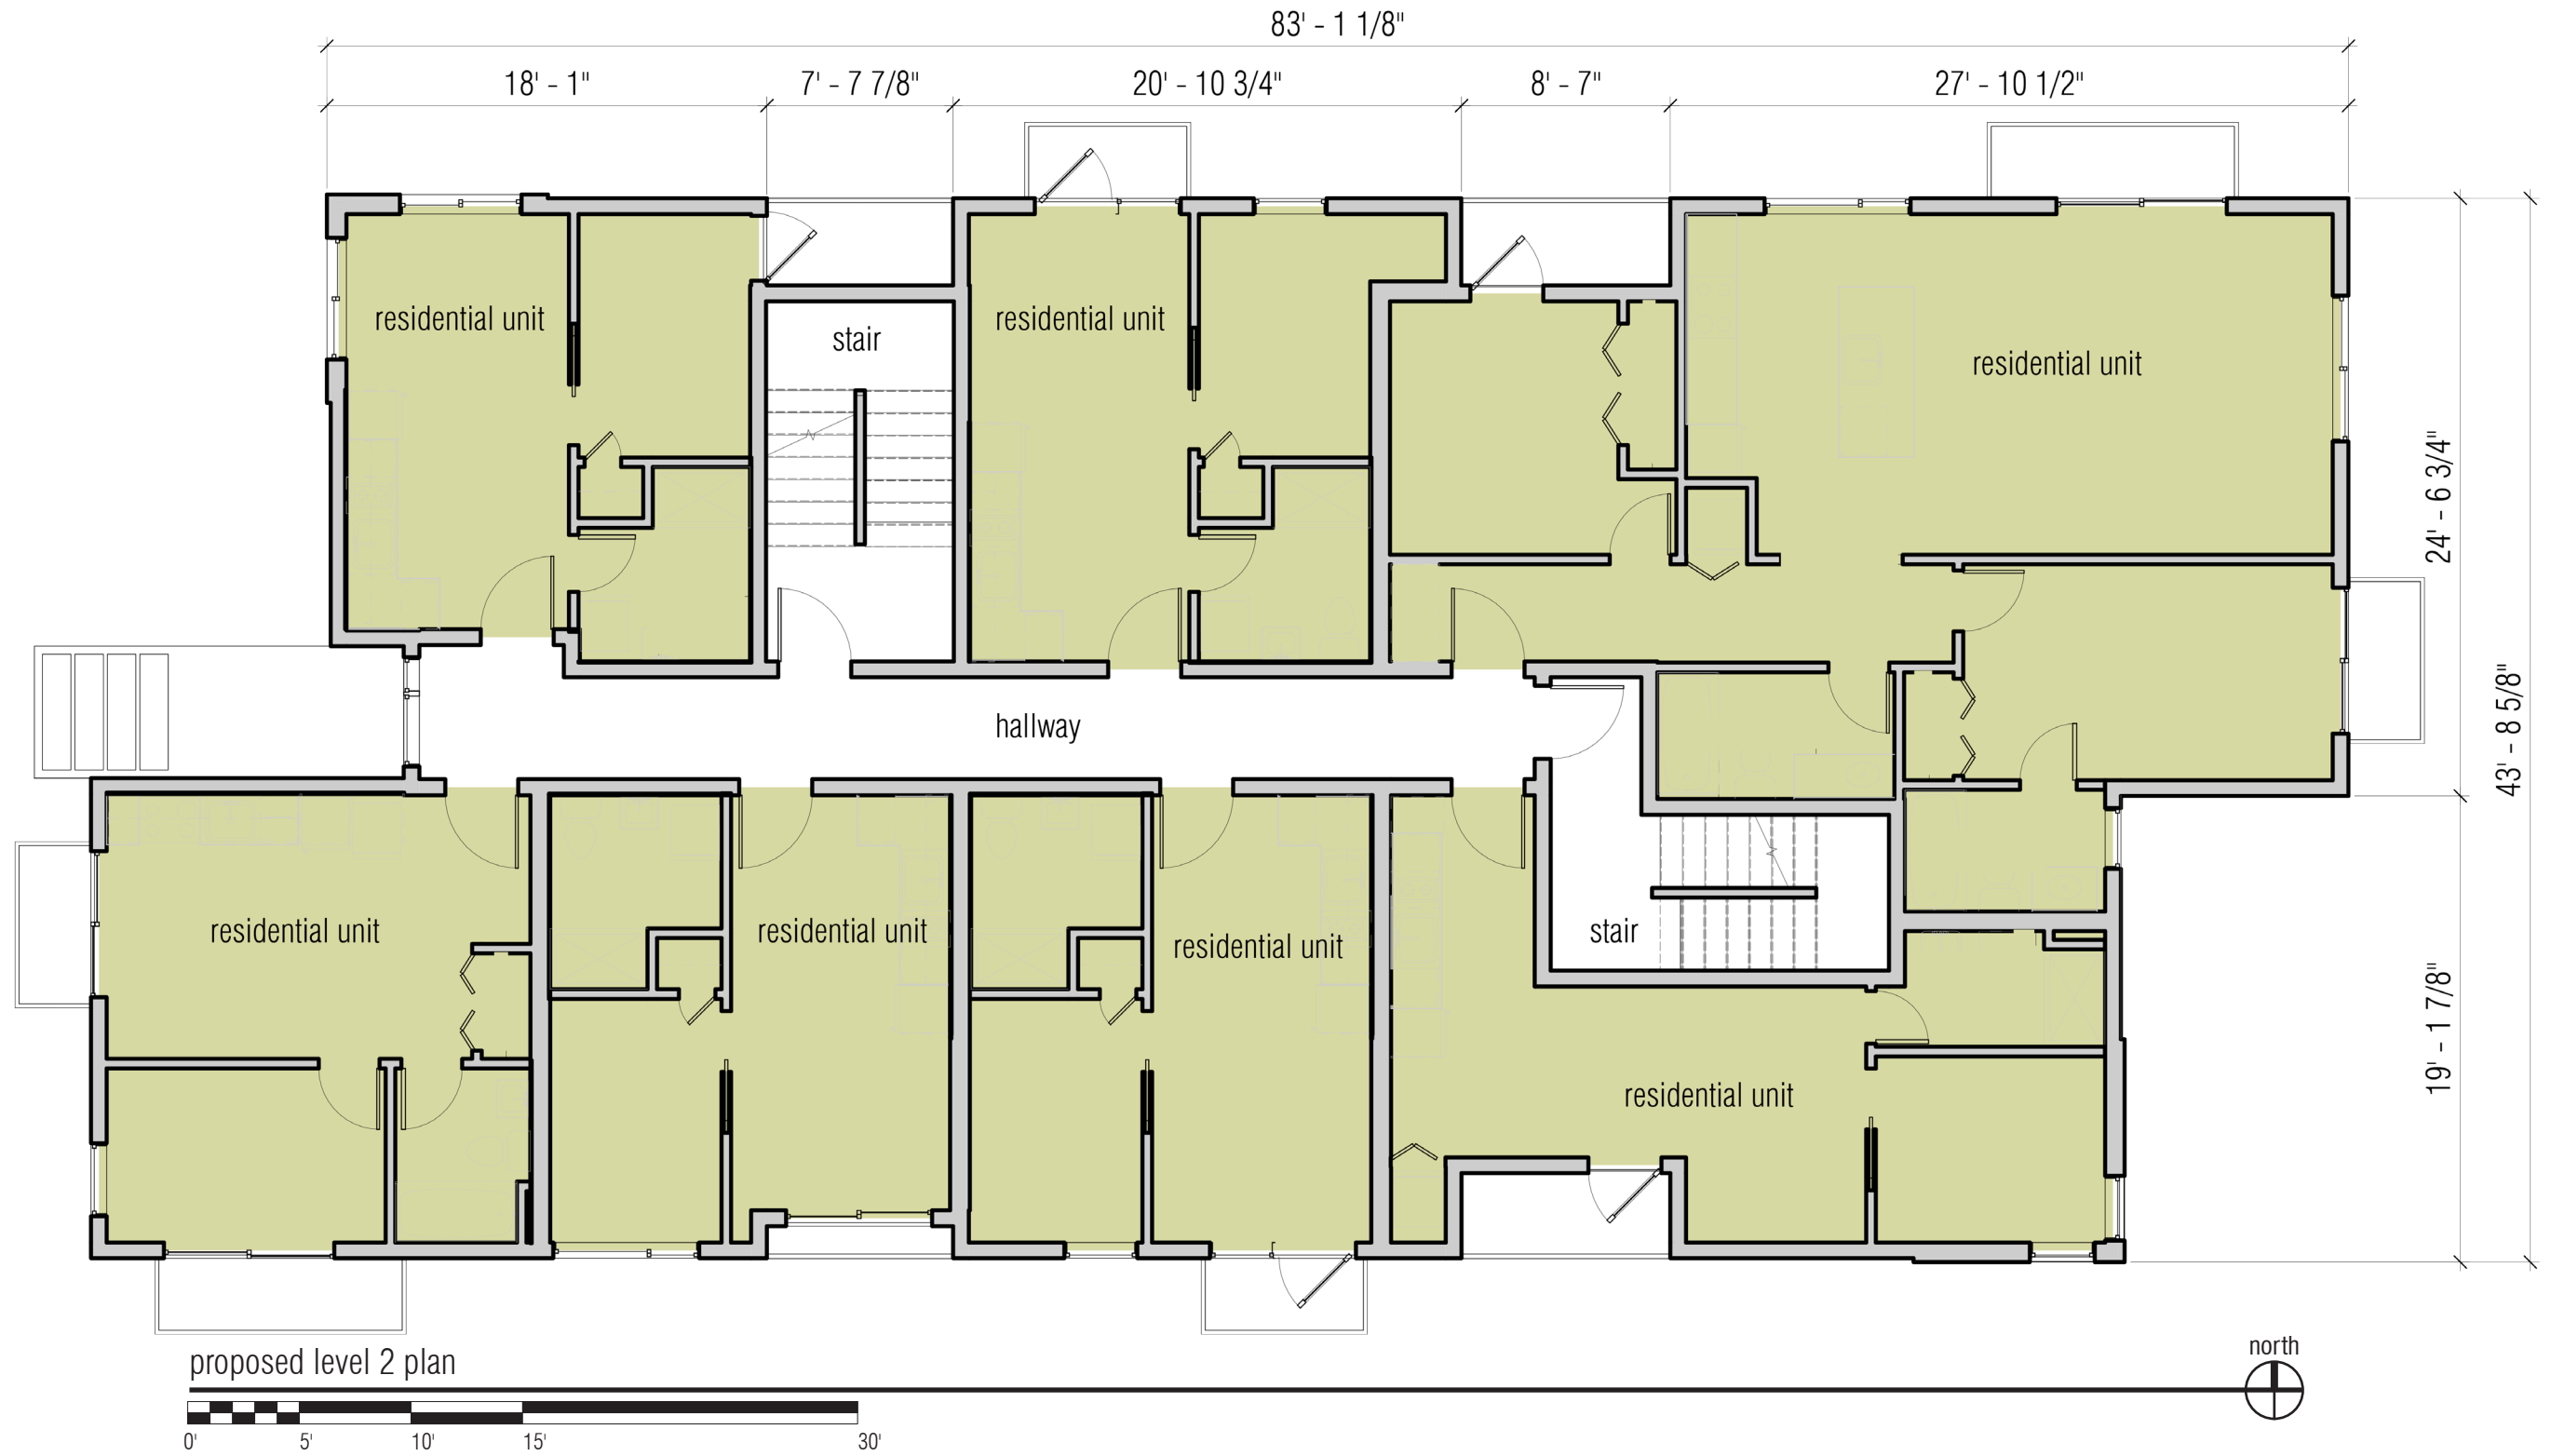 83' - 1 1/8"
18' - 1"
7' - 7 7/8"
20' - 10 3/4"
8' - 7"
27' - 10 1/2"
residential unit
residential unit
stair
residential unit
24' - 6 3/4"
43' - 8 5/8"
hallway
residential unit
residential unit
residential unit
stair
19' - 1 7/8"
residential unit
proposed level 2 plan
north
0'
5'
10'
15'
30'